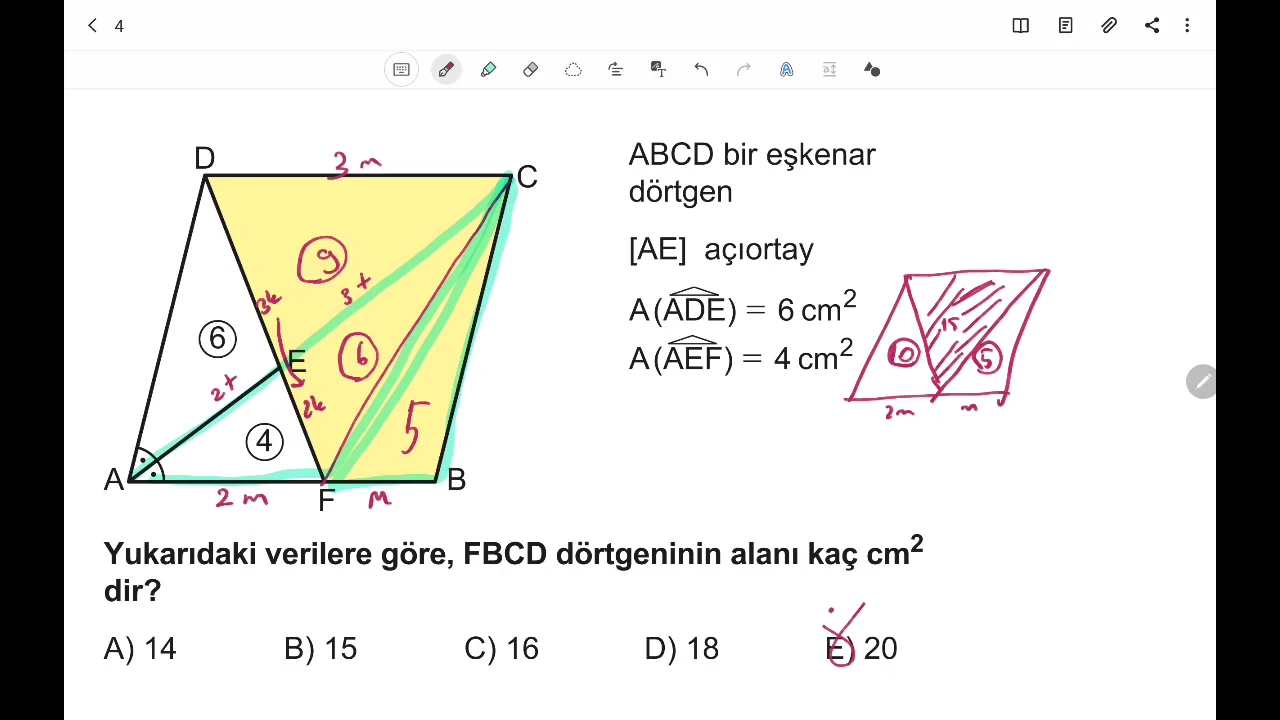 4
D
3m
C
ABCD bir eşkenar
dörtgen
[AE] açıortay
A(ADE) = 6 cm²
A(AEF) = 4 cm²
9
3k
3x
6
E
6
2x
2k
5
4
A
2m
F
m
B
10
15
5
2m
m
Yukarıdaki verilere göre, FBCD dörtgeninin alanı kaç cm²
dir?
A) 14 B) 15 C) 16 D) 18 E) 20